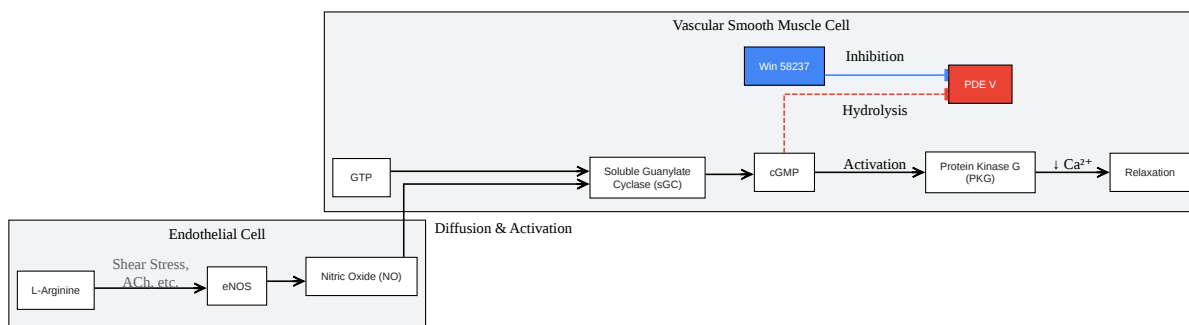 Vascular Smooth Muscle Cell
Win 58237
Inhibition
PDE V
Hydrolysis
GTP
Soluble Guanylate
Cyclase (sGC)
cGMP
Activation
Protein Kinase G
(PKG)
↓ Ca²⁺
Relaxation
Diffusion & Activation
Endothelial Cell
L-Arginine
Shear Stress,
ACh, etc.
eNOS
Nitric Oxide (NO)